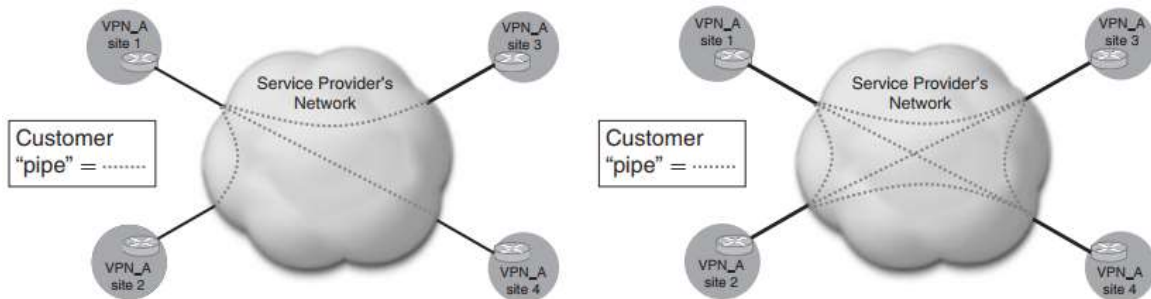 VPN_A
site 1
VPN_A
site 3
Service Provider's
Network
Customer
“pipe” =
VPN_A
site 2
VPN_A
site 4
VPN_A
site 1
VPN_A
site 3
Service Provider's
Network
Customer
“pipe” =
VPN_A
site 2
VPN_A
site 4